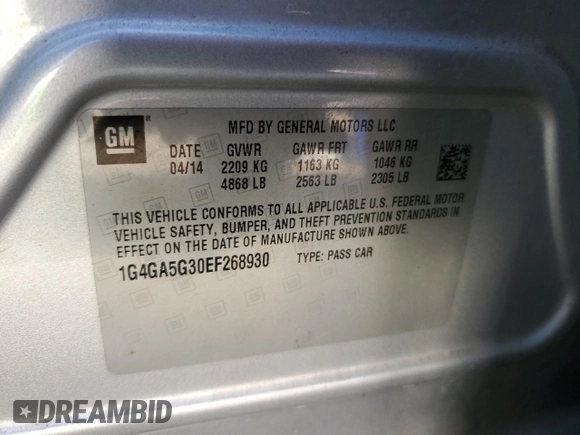 GM
MFD BY GENERAL MOTORS LLC
DATE GVWR GAWR FRT GAWR RR
04/14 2209 KG 1163 KG 1046 KG
4868 LB 2563 LB 2305 LB
THIS VEHICLE CONFORMS TO ALL APPLICABLE U.S. FEDERAL MOTOR
VEHICLE SAFETY, BUMPER, AND THEFT PREVENTION STANDARDS IN
EFFECT ON THE DATE OF MANUFACTURE SHOWN ABOVE.
1G4GA5G30EF268930 TYPE: PASS CAR
DREAMBID